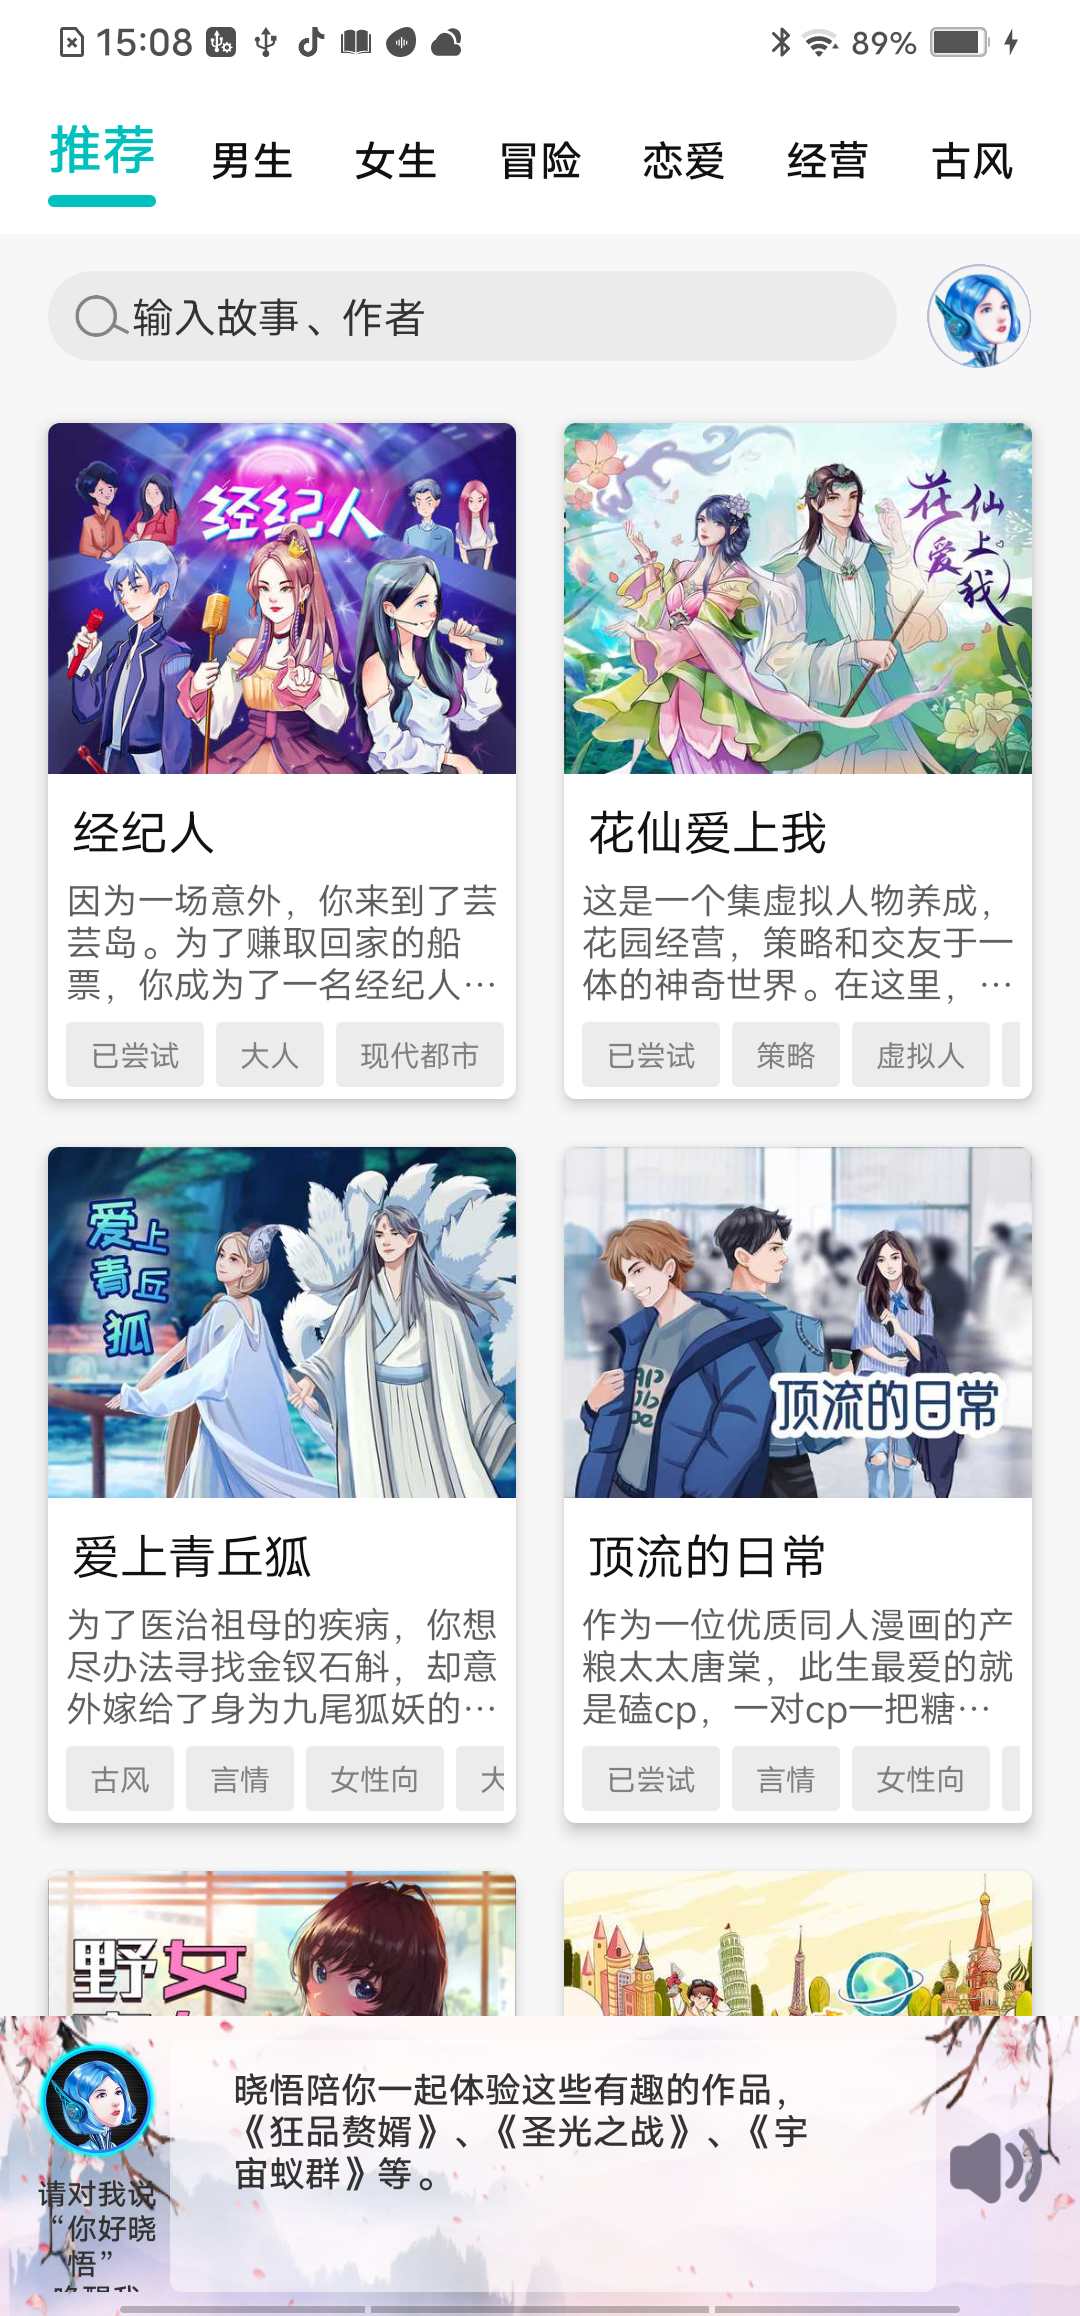 15:08
89%
推荐 男生 女生 冒险 恋爱 经营 古风
输入故事、作者
经纪人
花仙
爱上
我
经纪人
因为一场意外，你来到了芸
芸岛。为了赚取回家的船
票，你成为了一名经纪人…
已尝试 大人 现代都市
花仙爱上我
这是一个集虚拟人物养成，
花园经营，策略和交友于一
体的神奇世界。在这里，…
已尝试 策略 虚拟人
爱上
青丘
狐
顶流的日常
爱上青丘狐
为了医治祖母的疾病，你想
尽办法寻找金钗石斛，却意
外嫁给了身为九尾狐妖的…
古风 言情 女性向 大
顶流的日常
作为一位优质同人漫画的产
粮太太唐棠，此生最爱的就
是磕cp，一对cp一把糖…
已尝试 言情 女性向
野女
晓悟陪你一起体验这些有趣的作品，
《狂品赘婿》、《圣光之战》、《宇
宙蚁群》等。
请对我说
“你好晓
悟”